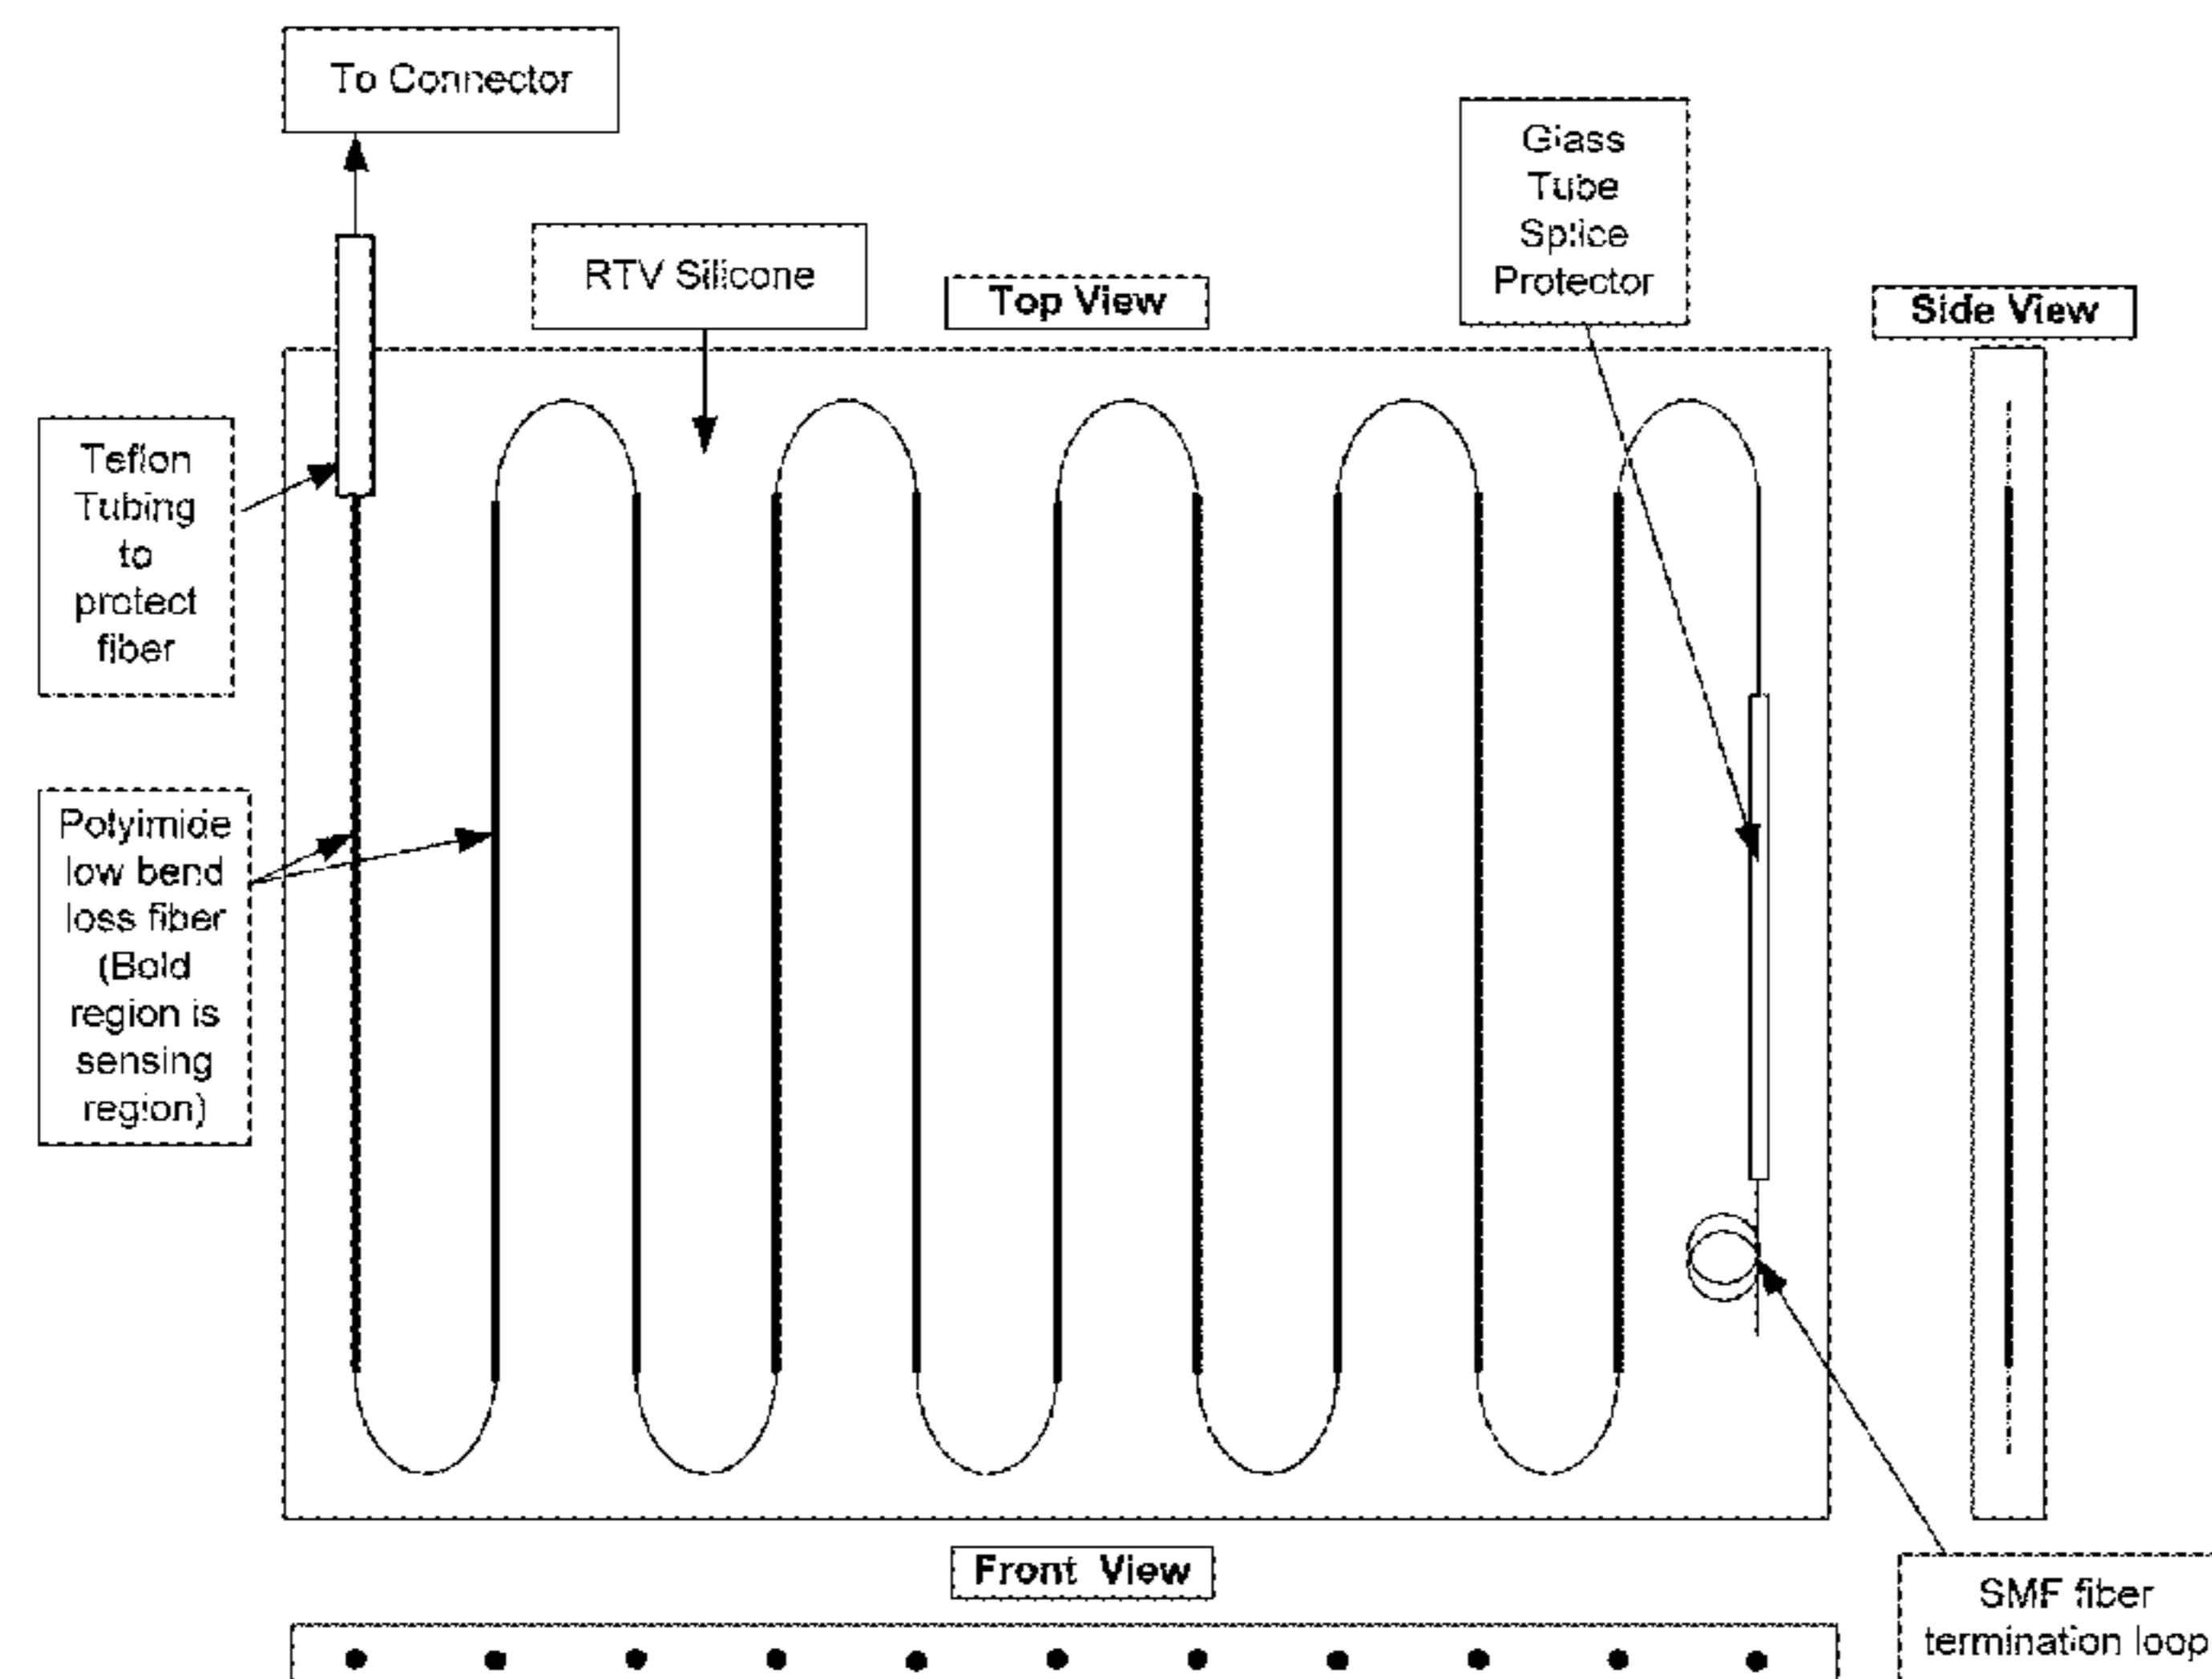 To Connector
Glass
Tube
Splice
Protector
RTV Silicone
Top View
Side View
Teflon
Tubing
to
protect
fiber
Polyimide
low bend
loss fiber
(Bold
region is
sensing
region)
Front View
SMF fiber
termination loop